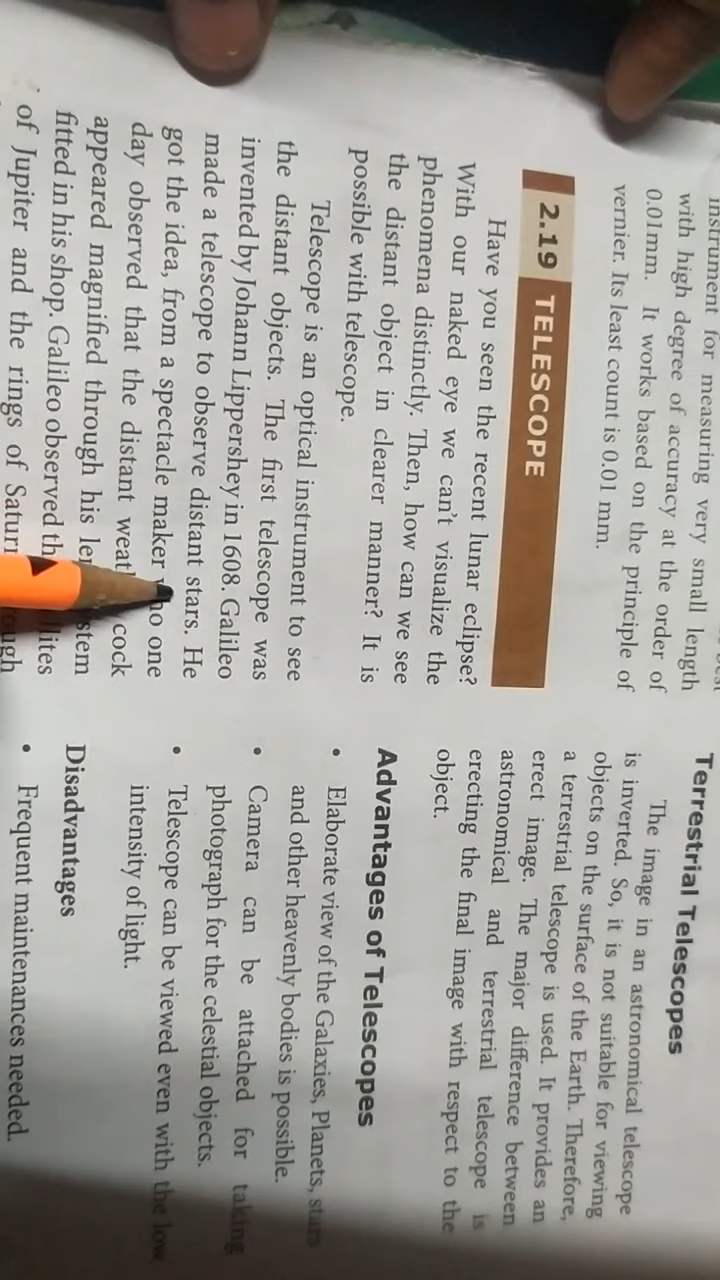 instrument for measuring very small length
with high degree of accuracy at the order of
0.01mm. It works based on the principle of
vernier. Its least count is 0.01 mm.
2.19 TELESCOPE
Have you seen the recent lunar eclipse?
With our naked eye we can't visualize the
phenomena distinctly. Then, how can we see
the distant object in clearer manner? It is
possible with telescope.
Telescope is an optical instrument to see
the distant objects. The first telescope was
invented by Johann Lippershey in 1608. Galileo
made a telescope to observe distant stars. He
got the idea, from a spectacle maker who one
day observed that the distant cock
appeared magnified through his
fitted in his shop. Galileo observed
of Jupiter and the rings of
Terrestrial Telescopes
The image in an astronomical telescope
is inverted. So, it is not suitable for viewing
objects on the surface of the Earth. Therefore,
a terrestrial telescope is used. It provides an
erect image. The major difference between
astronomical and terrestrial telescope is
erecting the final image with respect to the
object.
Advantages of Telescopes
• Elaborate view of the Galaxies, Planets, stars
and other heavenly bodies is possible.
• Camera can be attached for taking
photograph for the celestial objects.
• Telescope can be viewed even with the low
intensity of light.
Disadvantages
• Frequent maintenances needed.